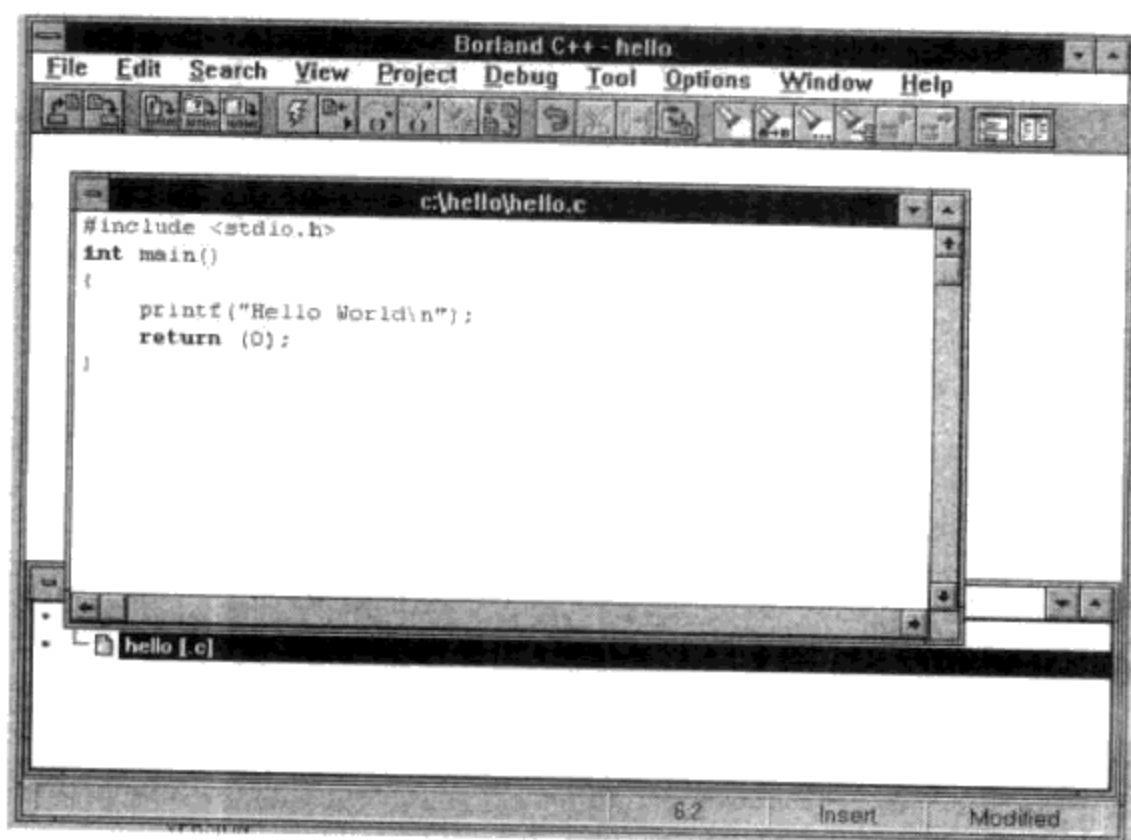 Borland C++ - hello
File Edit Search View Project Debug Tool Options Window Help
c:\hello\hello.c
#include <stdio.h>
int main()
{
    printf("Hello World\n");
    return (0);
}
hello [.c]
6:2 Insert Modified